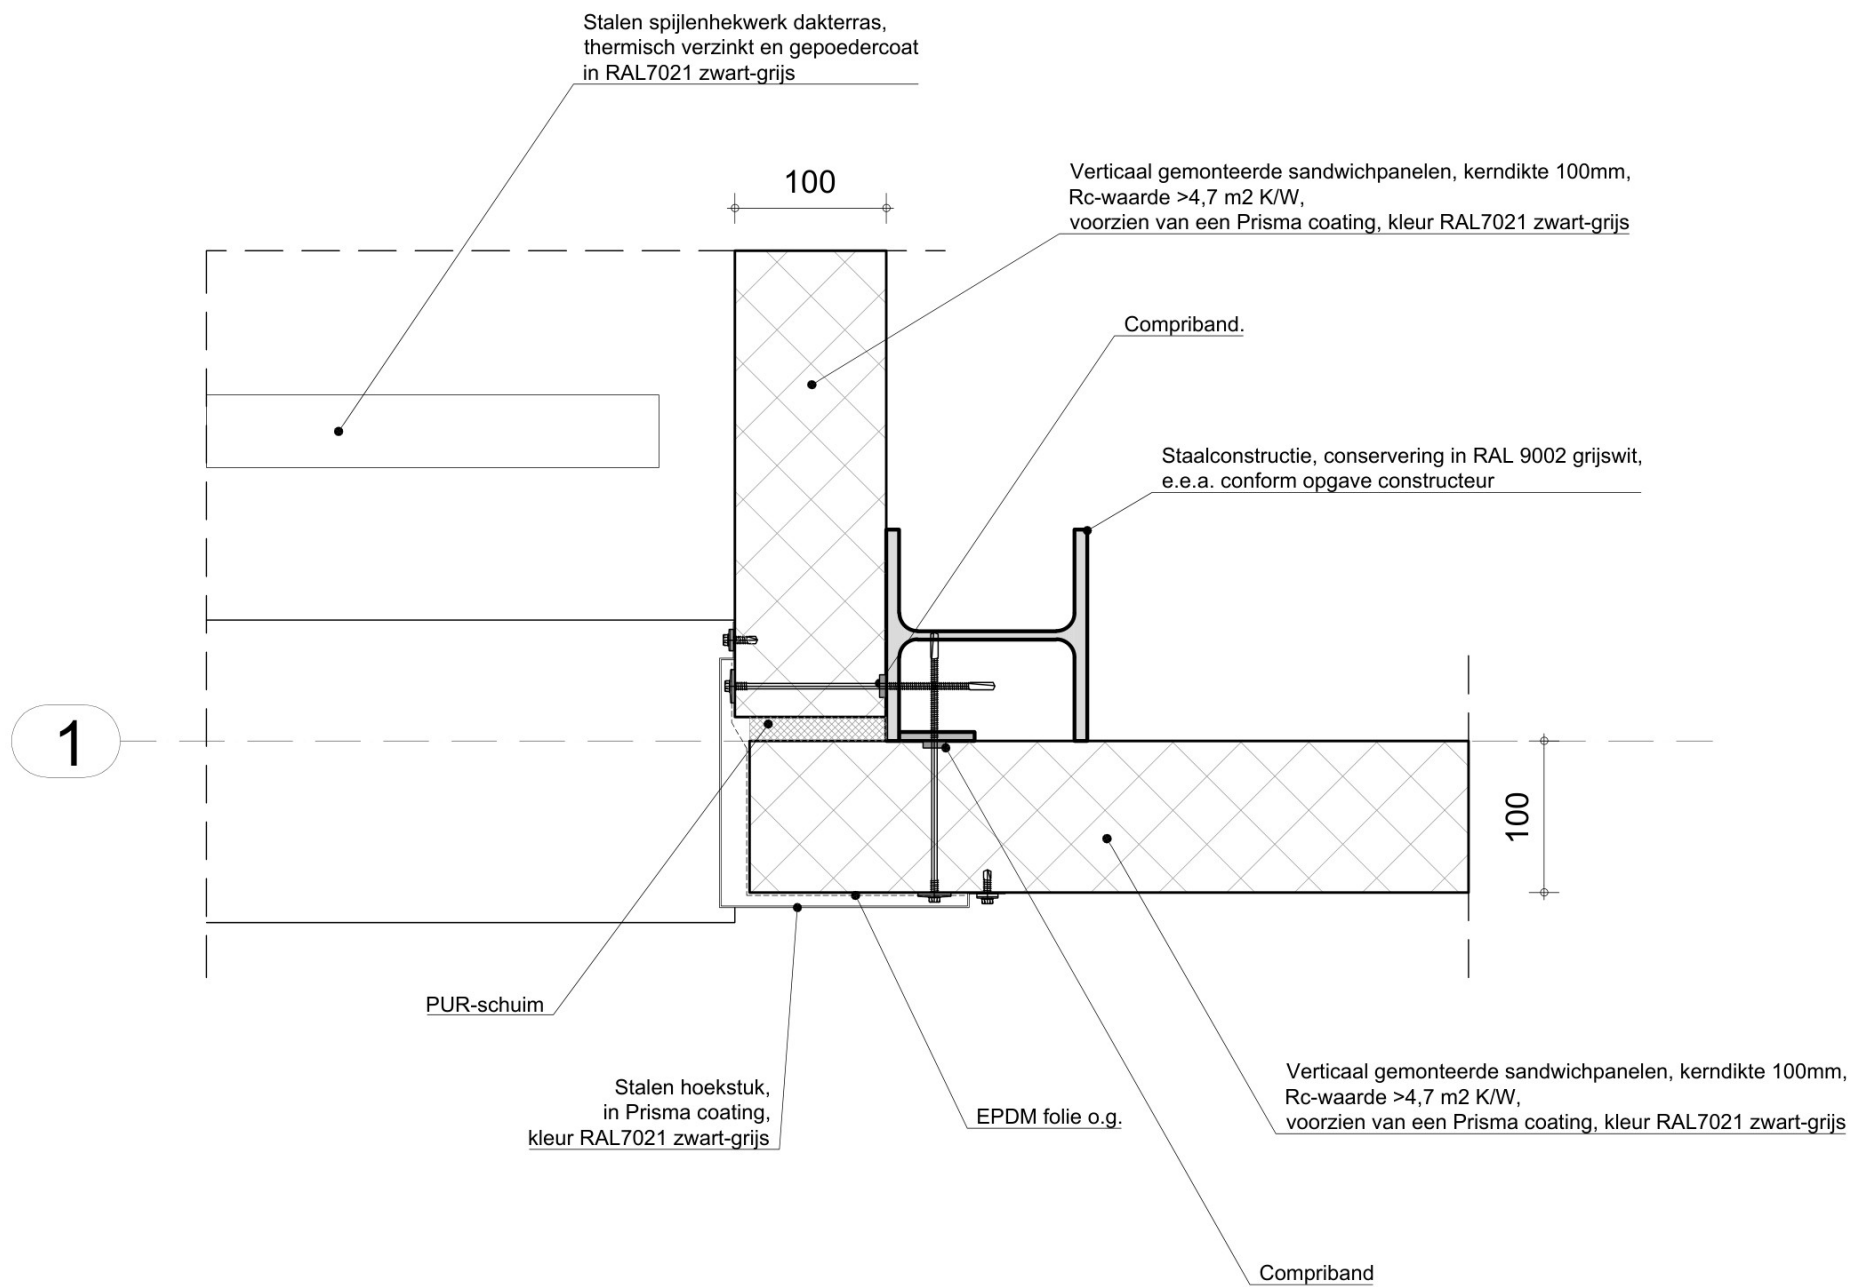 Stalen spijlenhekwerk dakterras,
thermisch verzinkt en gepoedercoat
in RAL7021 zwart-grijs
100
Verticaal gemonteerde sandwichpanelen, kerndikte 100mm,
Rc-waarde >4,7 m2 K/W,
voorzien van een Prisma coating, kleur RAL7021 zwart-grijs
Compriband.
Staalconstructie, conservering in RAL 9002 grijswit,
e.e.a. conform opgave constructeur
1
100
PUR-schuim
Stalen hoekstuk,
in Prisma coating,
kleur RAL7021 zwart-grijs
EPDM folie o.g.
Verticaal gemonteerde sandwichpanelen, kerndikte 100mm,
Rc-waarde >4,7 m2 K/W,
voorzien van een Prisma coating, kleur RAL7021 zwart-grijs
Compriband